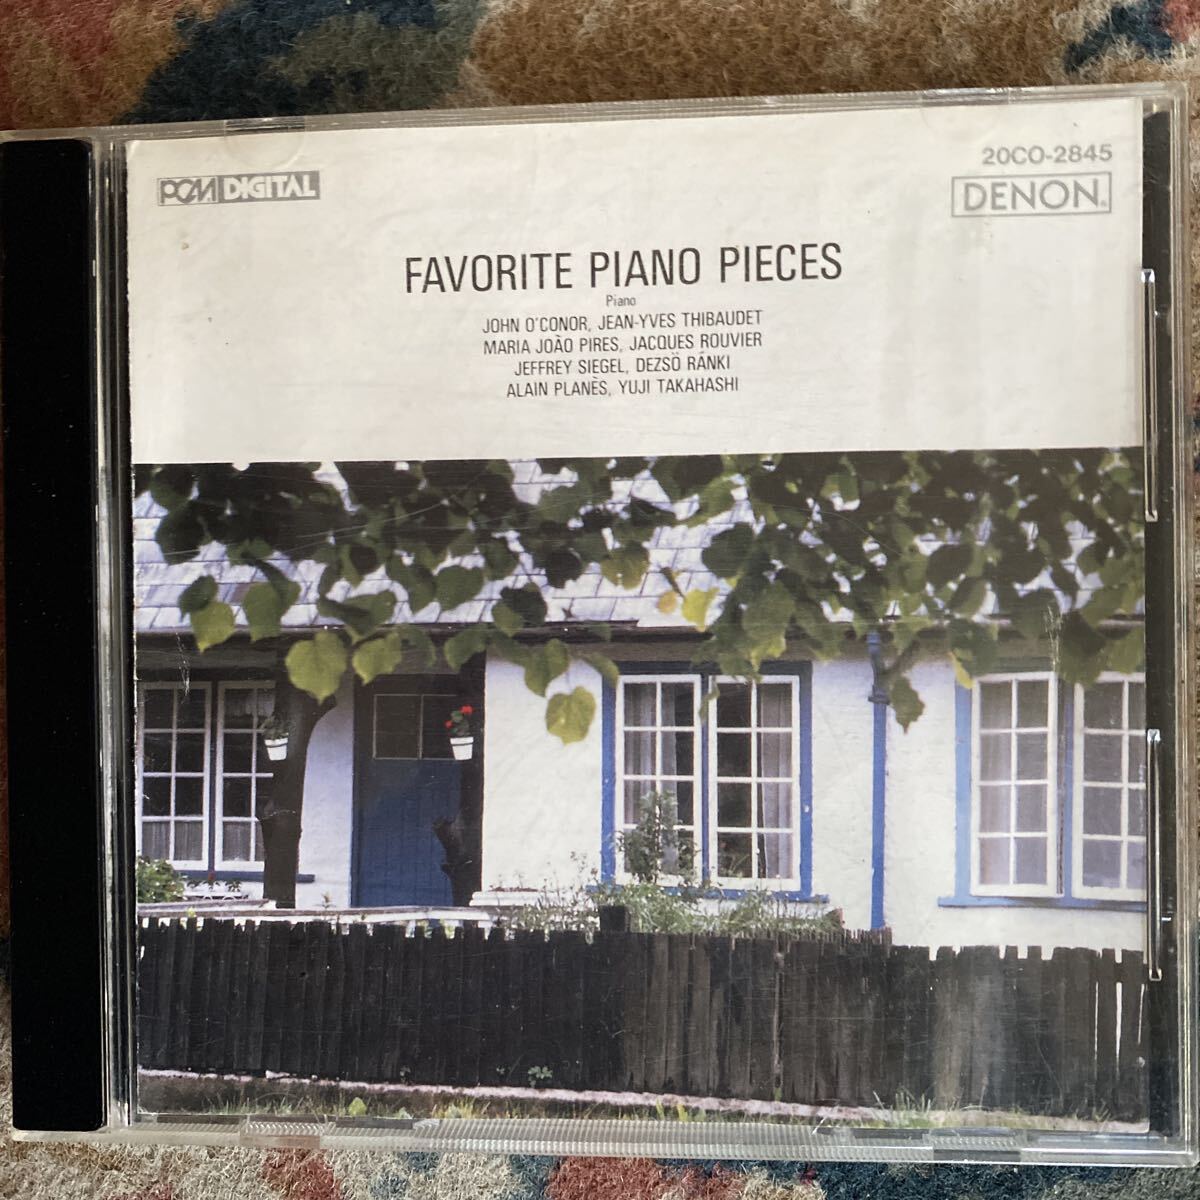 PCM DIGITAL
20CO-2845
DENON®
FAVORITE PIANO PIECES
Piano
JOHN O'CONOR, JEAN-YVES THIBAUDET
MARIA JOÃO PIRES, JACQUES ROUVIER
JEFFREY SIEGEL, DEZSÖ RÁNKI
ALAIN PLANÈS, YUJI TAKAHASHI